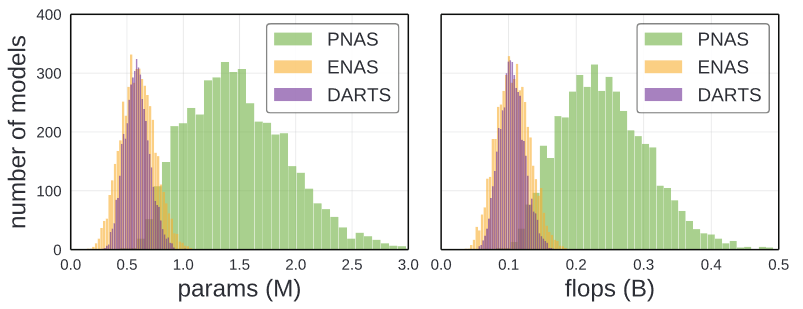 number of models
400
300
200
100
0
PNAS
ENAS
DARTS
0.0 0.5 1.0 1.5 2.0 2.5 3.0
params (M)
PNAS
ENAS
DARTS
0.0 0.1 0.2 0.3 0.4 0.5
flops (B)